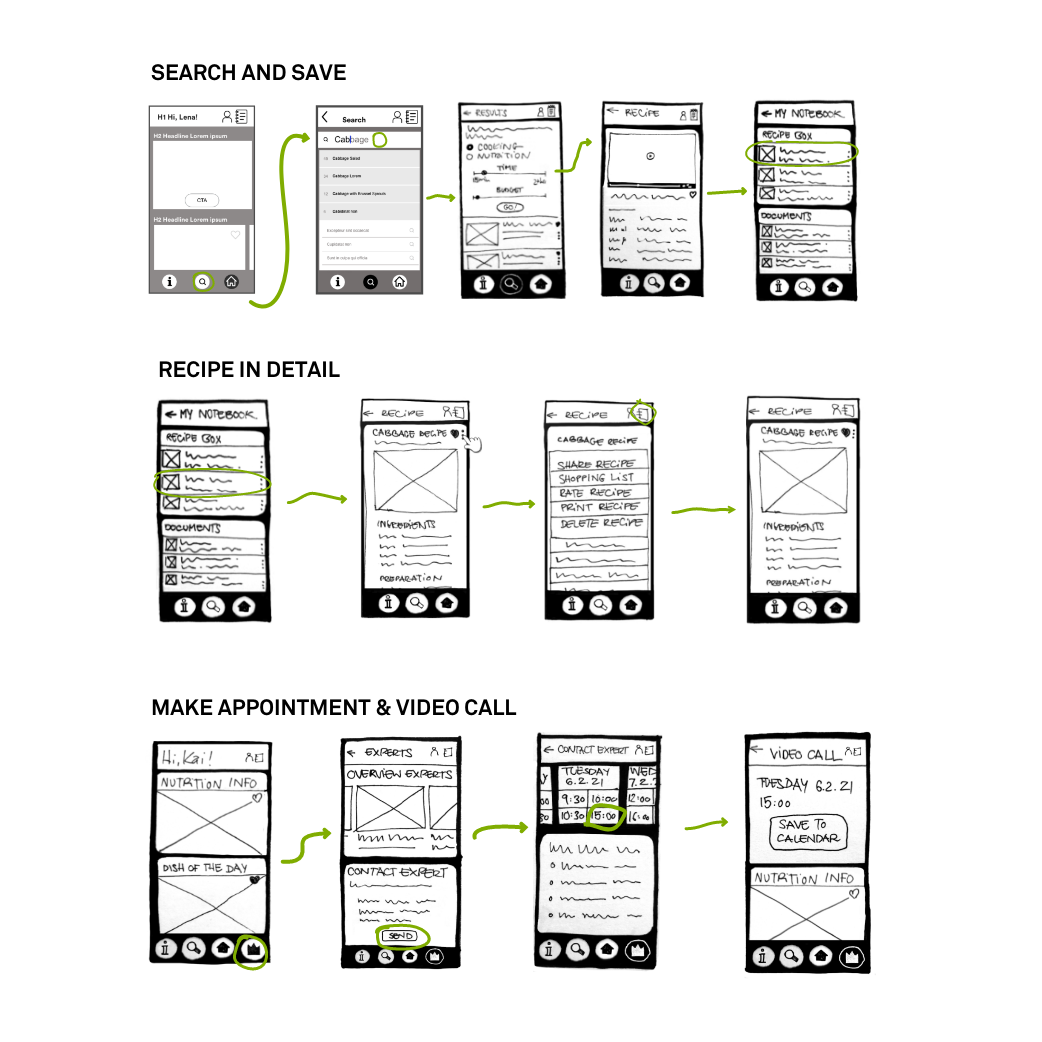 SEARCH AND SAVE
H1 Hi, Lena!
H2 Headline Lorem ipsum
CTA
H2 Headline Lorem ipsum
Search
Cabbage
Cabbage Salad
Cabbage Lorem
Cabbage with Brussel Sprouts
← RESULTS
COOKING
NUTRITION
TIME
BUDGET
GO!
← RECIPE
← MY NOTEBOOK
RECIPE BOX
DOCUMENTS
RECIPE IN DETAIL
← MY NOTEBOOK
RECIPE BOX
DOCUMENTS
← RECIPE
CABBAGE RECIPE
INGREDIENTS
PREPARATION
← RECIPE
CABBAGE RECIPE
SHARE RECIPE
SHOPPING LIST
RATE RECIPE
PRINT RECIPE
DELETE RECIPE
← RECIPE
CABBAGE RECIPE
INGREDIENTS
PREPARATION
MAKE APPOINTMENT & VIDEO CALL
Hi, Kai!
NUTRITION INFO
DISH OF THE DAY
← EXPERTS
OVERVIEW EXPERTS
CONTACT EXPERT
SEND
← CONTACT EXPERT
TUESDAY WED
6.2.21 7.2.2
9:30 10:00 12:00
10:30 15:00
← VIDEO CALL
TUESDAY 6.2.21
15:00
SAVE TO
CALENDAR
NUTRITION INFO